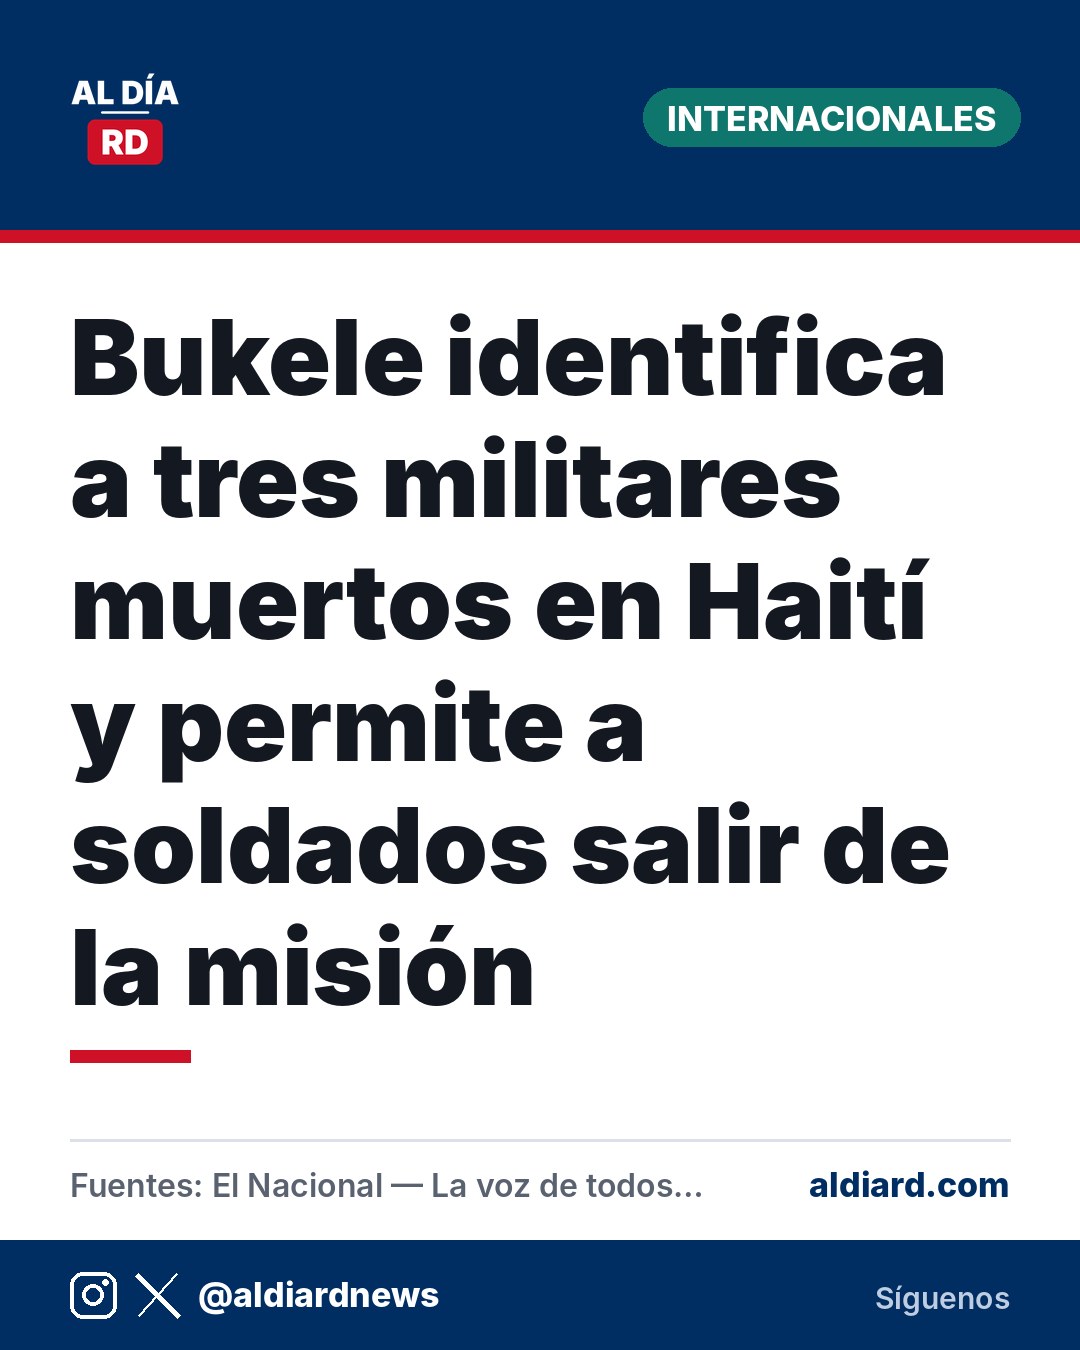 AL DÍA
RD
INTERNACIONALES
Bukele identifica
a tres militares
muertos en Haití
y permite a
soldados salir de
la misión
Fuentes: El Nacional — La voz de todos...
aldiard.com
@aldiardnews
Síguenos